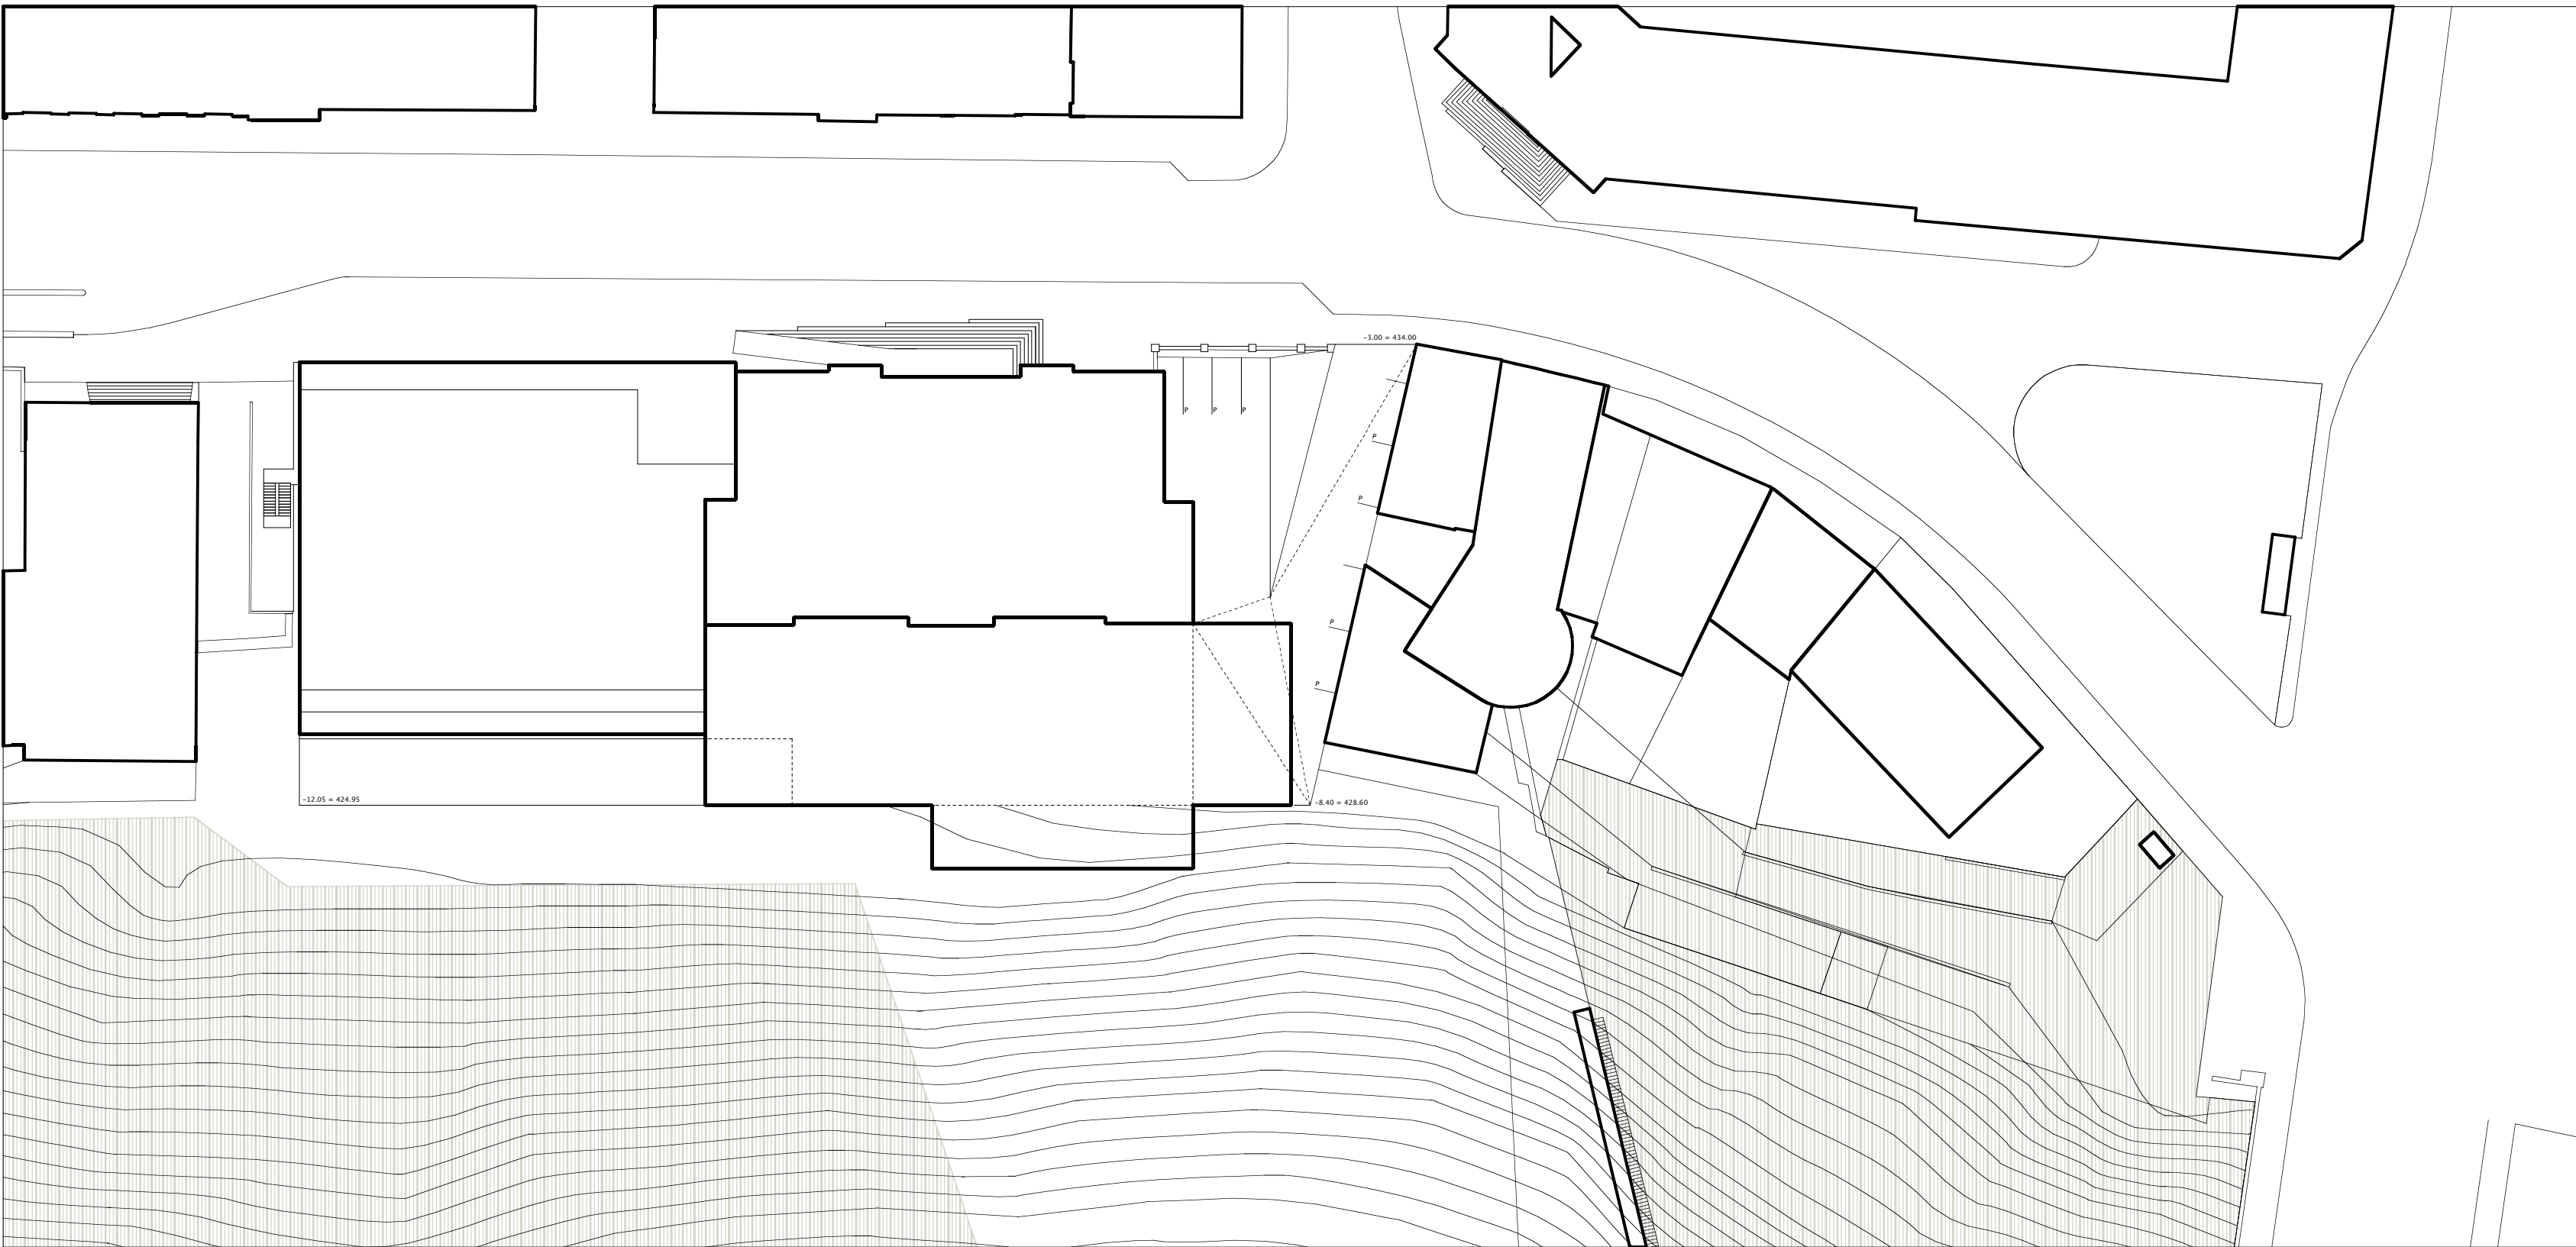 –3.00 = 434.00
P
P
P
P
P
P
P
–12.05 = 424.95
–8.40 = 428.60